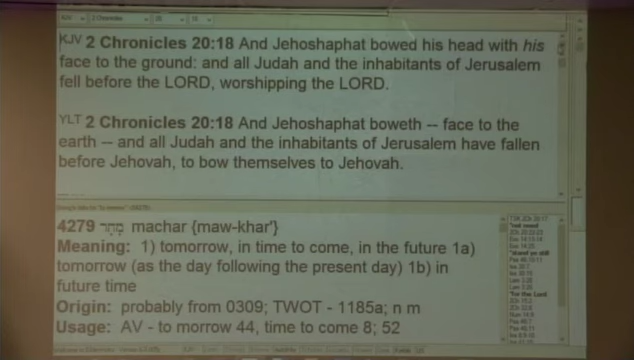 KJV 2 Chronicles 20:18 And Jehoshaphat bowed his head with his
face to the ground: and all Judah and the inhabitants of Jerusalem
fell before the LORD, worshipping the LORD.
YLT 2 Chronicles 20:18 And Jehoshaphat boweth -- face to the
earth -- and all Judah and the inhabitants of Jerusalem have fallen
before Jehovah, to bow themselves to Jehovah.
4279 מָחָר machar {maw-khar'}
Meaning: 1) tomorrow, in time to come, in the future 1a)
tomorrow (as the day following the present day) 1b) in
future time
Origin: probably from 0309; TWOT - 1185a; n m
Usage: AV - to morrow 44, time to come 8; 52